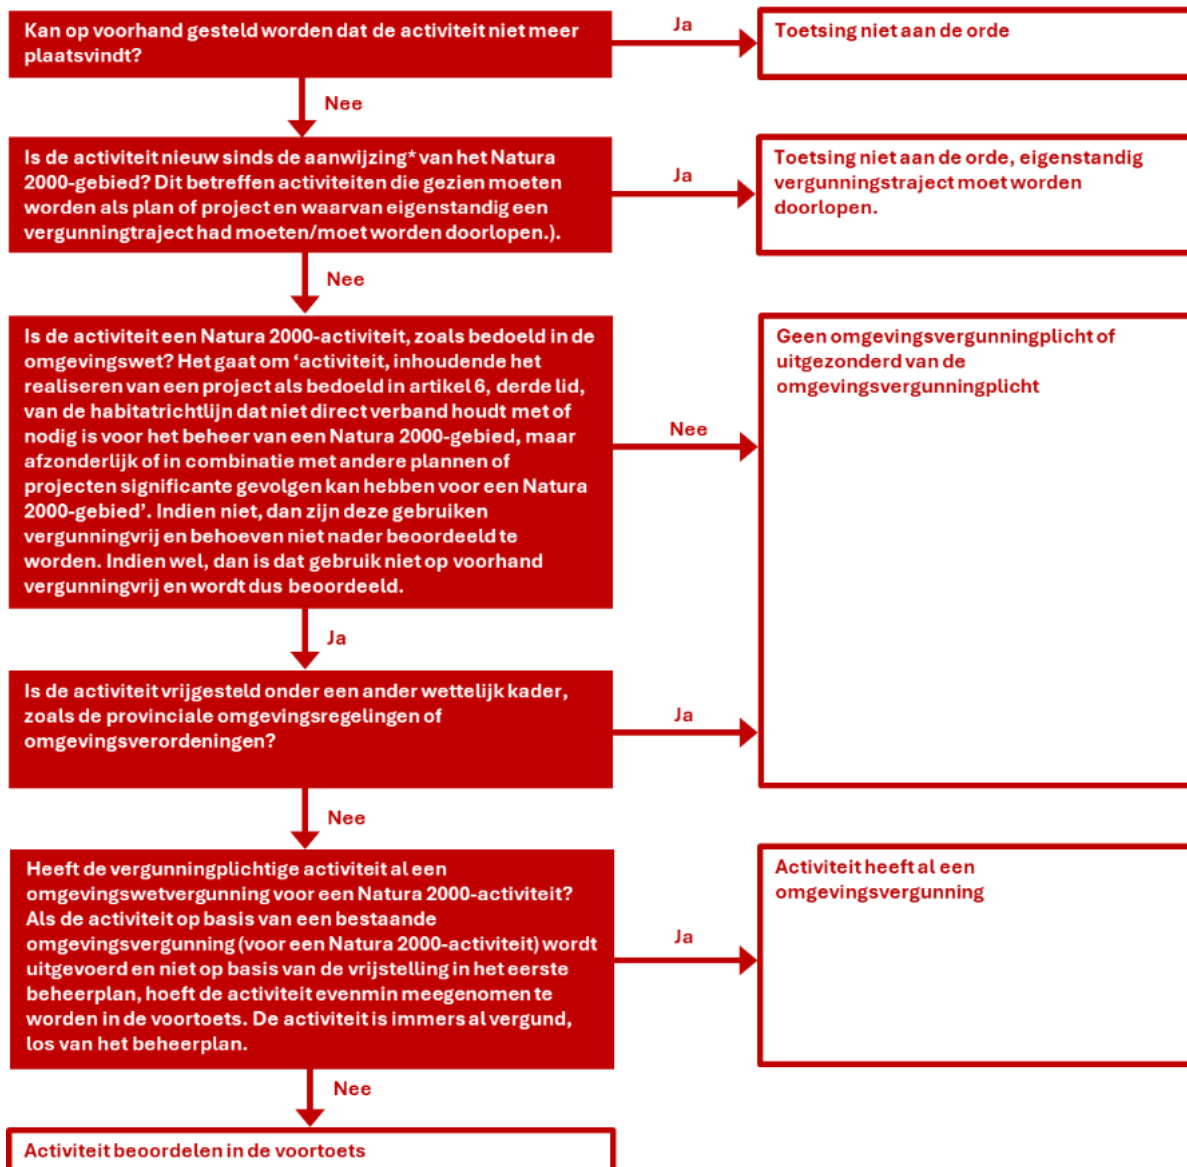 Kan op voorhand gesteld worden dat de activiteit niet meer
plaatsvindt?
Ja
Toetsing niet aan de orde
Nee
Is de activiteit nieuw sinds de aanwijzing* van het Natura
2000-gebied? Dit betreffen activiteiten die gezien moeten
worden als plan of project en waarvan eigenstandig een
vergunningtraject had moeten/moet worden doorlopen.).
Ja
Toetsing niet aan de orde, eigenstandig
vergunningstraject moet worden
doorlopen.
Nee
Is de activiteit een Natura 2000-activiteit, zoals bedoeld in de
omgevingswet? Het gaat om ‘activiteit, inhoudende het
realiseren van een project als bedoeld in artikel 6, derde lid,
van de habitatrichtlijn dat niet direct verband houdt met of
nodig is voor het beheer van een Natura 2000-gebied, maar
afzonderlijk of in combinatie met andere plannen of
projecten significante gevolgen kan hebben voor een Natura
2000-gebied’. Indien niet, dan zijn deze gebruiken
vergunningvrij en behoeven niet nader beoordeeld te
worden. Indien wel, dan is dat gebruik niet op voorhand
vergunningvrij en wordt dus beoordeeld.
Nee
Geen omgevingsvergunningplicht of
uitgezonderd van de
omgevingsvergunningplicht
Ja
Is de activiteit vrijgesteld onder een ander wettelijk kader,
zoals de provinciale omgevingsregelingen of
omgevingsverordeningen?
Ja
Nee
Heeft de vergunningplichtige activiteit al een
omgevingswetvergunning voor een Natura 2000-activiteit?
Als de activiteit op basis van een bestaande
omgevingsvergunning (voor een Natura 2000-activiteit) wordt
uitgevoerd en niet op basis van de vrijstelling in het eerste
beheerplan, hoeft de activiteit evenmin meegenomen te
worden in de voortoets. De activiteit is immers al vergund,
los van het beheerplan.
Ja
Activiteit heeft al een
omgevingsvergunning
Nee
Activiteit beoordelen in de voortoets